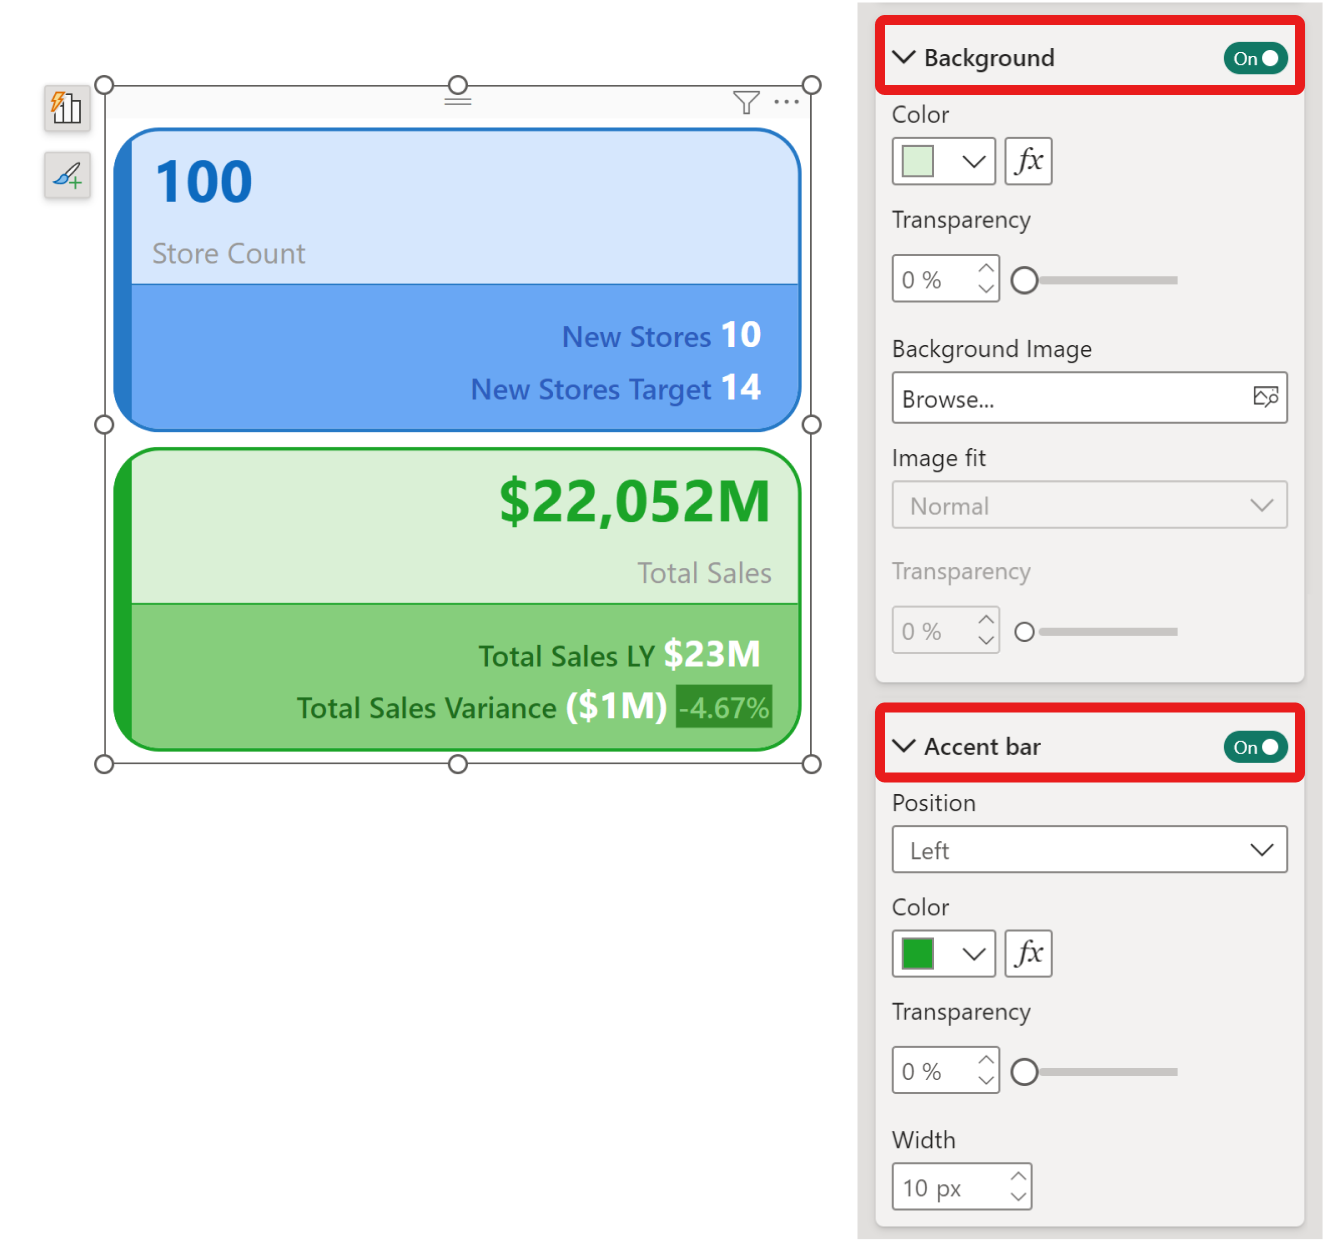 100
Store Count
New Stores 10
New Stores Target 14
$22,052M
Total Sales
Total Sales LY $23M
Total Sales Variance ($1M) -4.67%
Background On
Color
fx
Transparency
0 %
Background Image
Browse...
Image fit
Normal
Transparency
0 %
Accent bar On
Position
Left
Color
fx
Transparency
0 %
Width
10 px